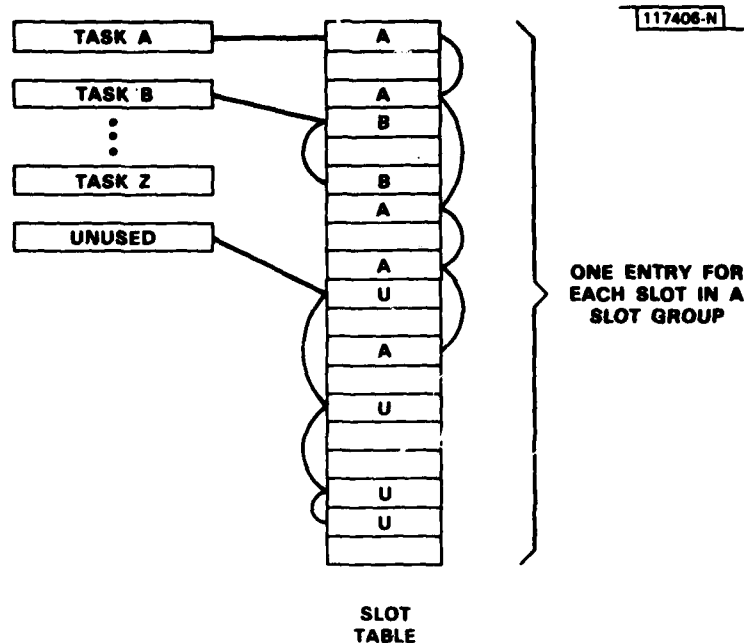 117406-N
TASK A
TASK B
TASK Z
UNUSED
A
A
B
B
A
A
U
A
U
U
U
ONE ENTRY FOR
EACH SLOT IN A
SLOT GROUP
SLOT
TABLE